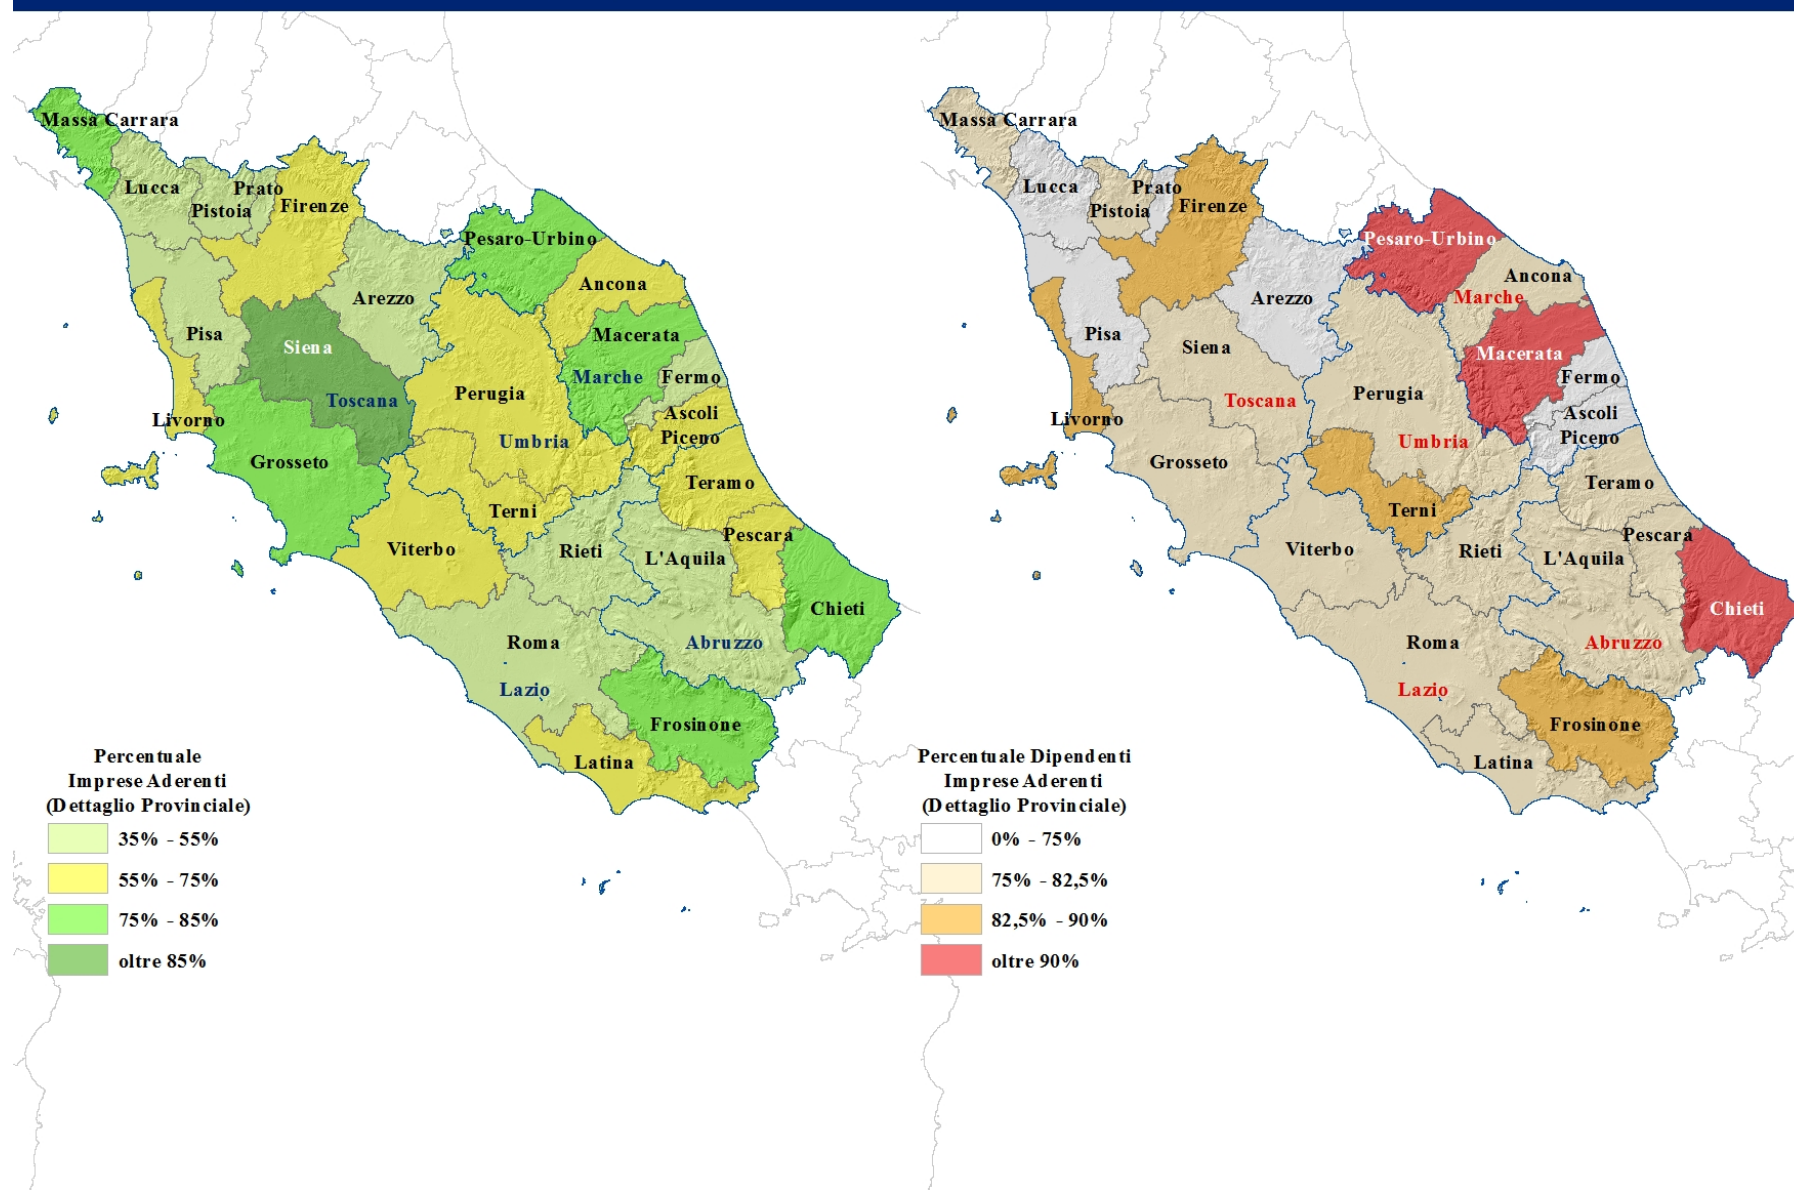 Massa Carrara
Lucca
Prato
Pistoia
Firenze
Pesaro-Urbino
Ancona
Arezzo
Pisa
Siena
Macerata
Marche
Fermo
Toscana
Perugia
Livorno
Ascoli
Piceno
Umbria
Grosseto
Teramo
Terni
Pescara
Viterbo
Rieti
L'Aquila
Chieti
Roma
Abruzzo
Lazio
Frosinone
Latina
Percentuale
Imprese Aderenti
(Dettaglio Provinciale)
35% - 55%
55% - 75%
75% - 85%
oltre 85%
Massa Carrara
Lucca
Prato
Pistoia
Firenze
Pesaro-Urbino
Ancona
Marche
Arezzo
Pisa
Siena
Macerata
Fermo
Perugia
Toscana
Livorno
Ascoli
Piceno
Umbria
Grosseto
Teramo
Terni
Pescara
Viterbo
Rieti
L'Aquila
Chieti
Roma
Abruzzo
Lazio
Frosinone
Latina
Percentuale Dipendenti
Imprese Aderenti
(Dettaglio Provinciale)
0% - 75%
75% - 82,5%
82,5% - 90%
oltre 90%